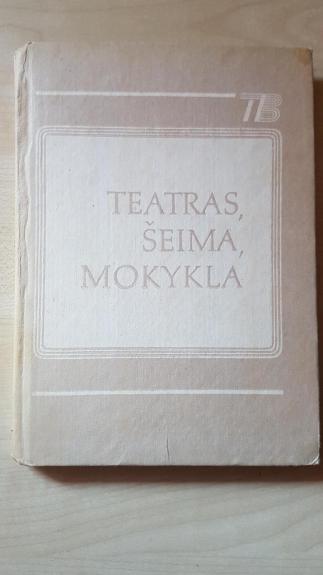 TB
TEATRAS,
ŠEIMA,
MOKYKLA